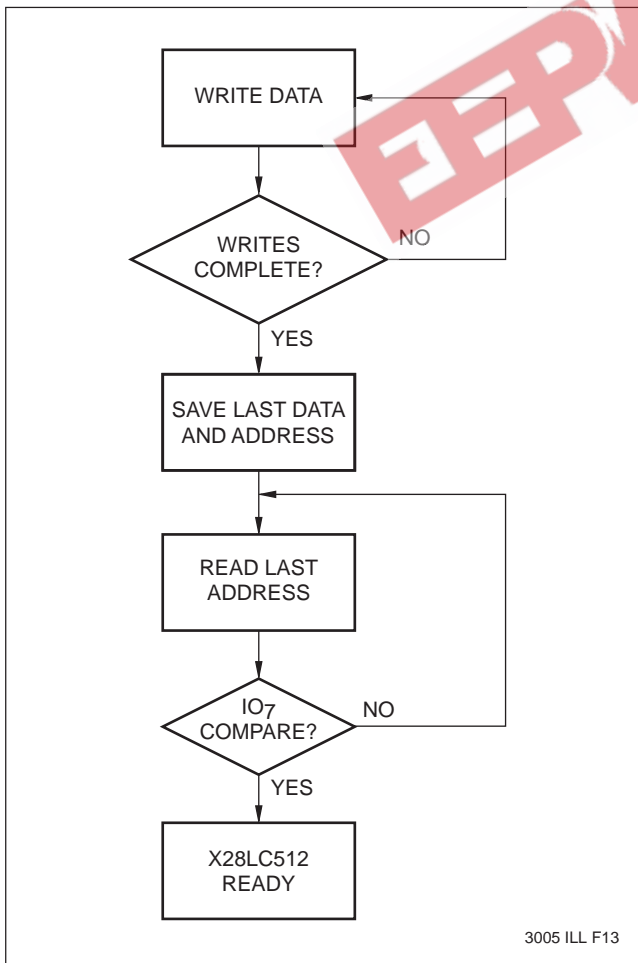 WRITE DATA
WRITES
COMPLETE?
NO
YES
SAVE LAST DATA
AND ADDRESS
READ LAST
ADDRESS
IO7
COMPARE?
NO
YES
X28LC512
READY
3005 ILL F13